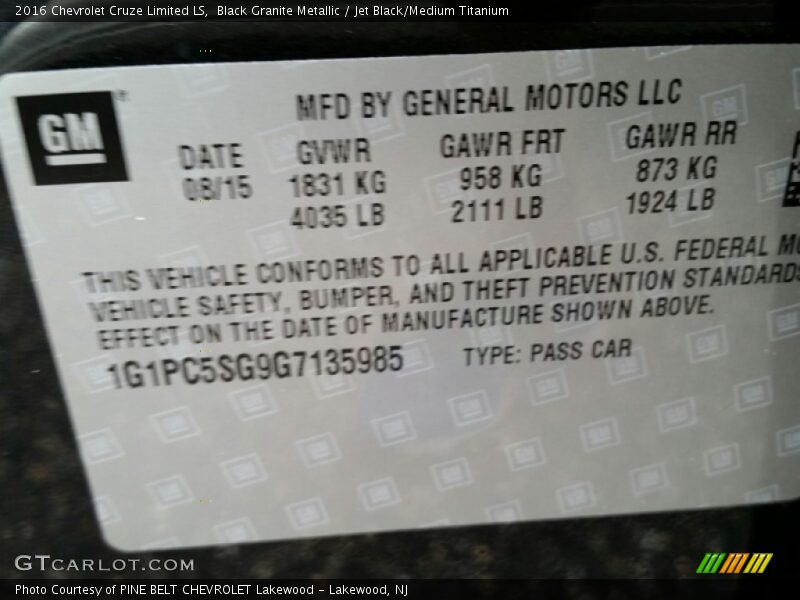 2016 Chevrolet Cruze Limited LS,  Black Granite Metallic / Jet Black/Medium Titanium
GM®
MFD BY GENERAL MOTORS LLC
DATE GVWR GAWR FRT GAWR RR
08/15 1831 KG 958 KG 873 KG
4035 LB 2111 LB 1924 LB
THIS VEHICLE CONFORMS TO ALL APPLICABLE U.S. FEDERAL
VEHICLE SAFETY, BUMPER, AND THEFT PREVENTION STANDARDS
EFFECT ON THE DATE OF MANUFACTURE SHOWN ABOVE.
1G1PC5SG9G7135985 TYPE: PASS CAR
GTCARLOT.COM
Photo Courtesy of PINE BELT CHEVROLET Lakewood - Lakewood, NJ